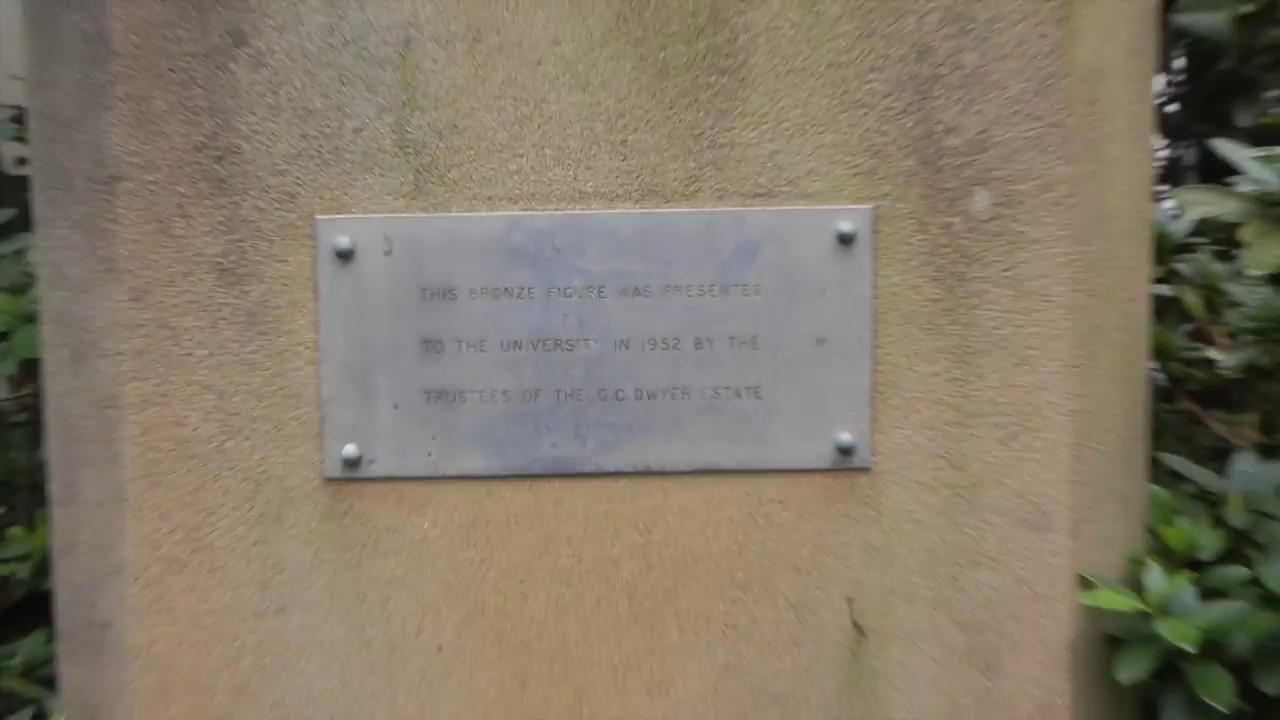 THIS BRONZE FIGURE WAS PRESENTED
TO THE UNIVERSITY IN 1952 BY THE
TRUSTEES OF THE G.C. DWYER ESTATE